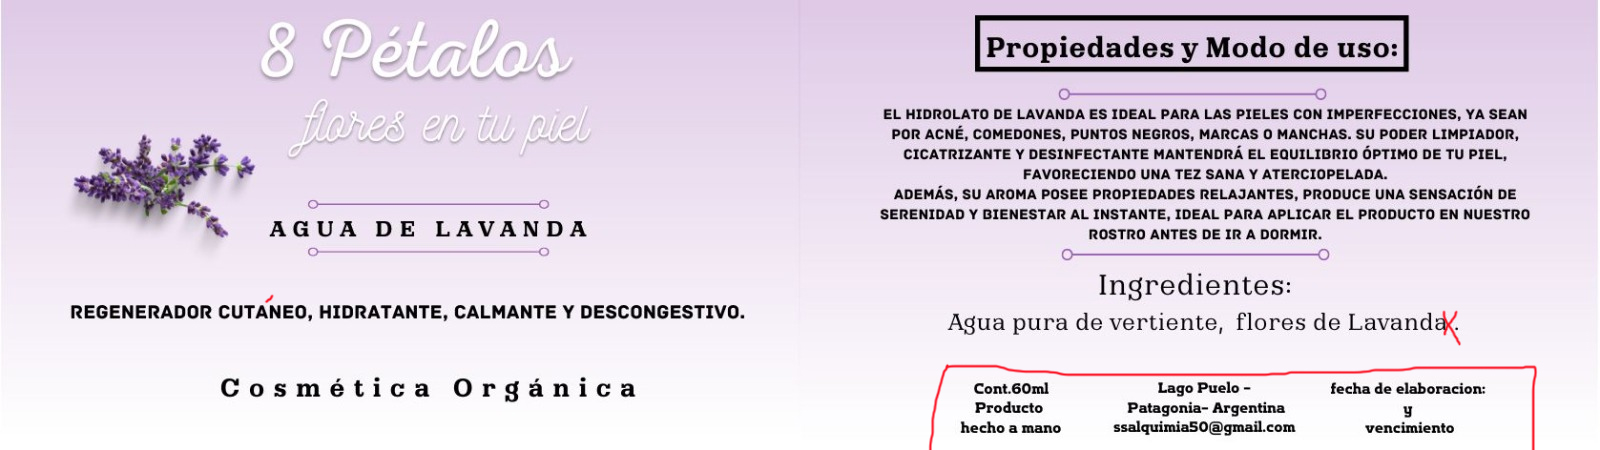 8 Pétalos
flores en tu piel
AGUA DE LAVANDA
REGENERADOR CUTÁNEO, HIDRATANTE, CALMANTE Y DESCONGESTIVO.
Cosmética Orgánica
Propiedades y Modo de uso:
EL HIDROLATO DE LAVANDA ES IDEAL PARA LAS PIELES CON IMPERFECCIONES, YA SEAN
POR ACNÉ, COMEDONES, PUNTOS NEGROS, MARCAS O MANCHAS. SU PODER LIMPIADOR,
CICATRIZANTE Y DESINFECTANTE MANTENDRÁ EL EQUILIBRIO ÓPTIMO DE TU PIEL,
FAVORECIENDO UNA TEZ SANA Y ATERCIOPELADA.
ADEMÁS, SU AROMA POSEE PROPIEDADES RELAJANTES, PRODUCE UNA SENSACIÓN DE
SERENIDAD Y BIENESTAR AL INSTANTE, IDEAL PARA APLICAR EL PRODUCTO EN NUESTRO
ROSTRO ANTES DE IR A DORMIR.
Ingredientes:
Agua pura de vertiente, flores de Lavanda .
Cont.60ml
Producto
hecho a mano
Lago Puelo -
Patagonia- Argentina
ssalquimia50@gmail.com
fecha de elaboracion:
y
vencimiento